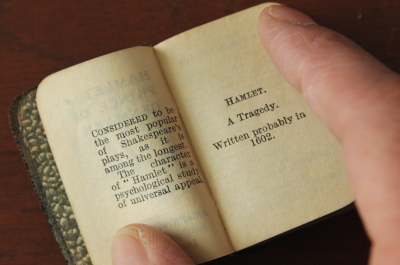 CONSIDERED to be
the most popular
of Shakespeare's
plays, as it is
among the longest.
The character
of "Hamlet" is a
psychological study
of universal appeal.
HAMLET.
A Tragedy.
Written probably in
1602.